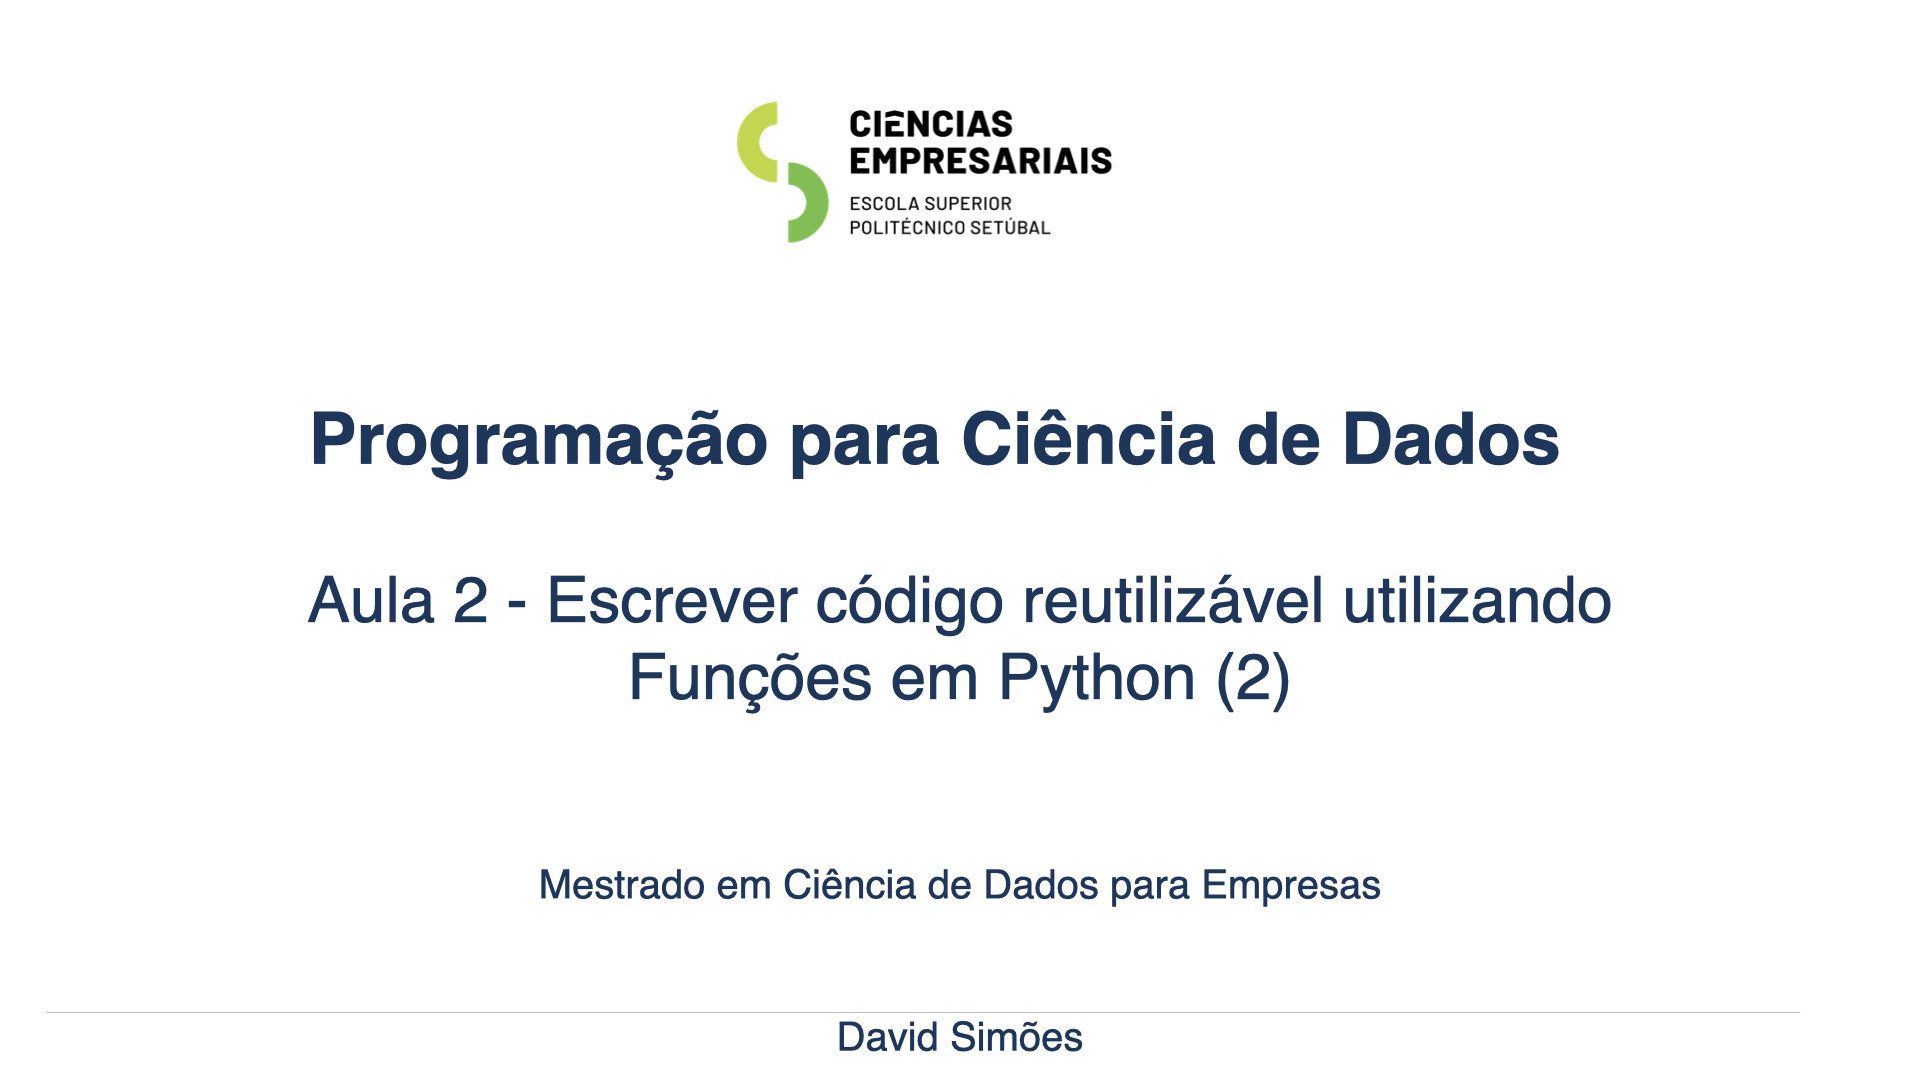 CIÊNCIAS
EMPRESARIAIS
ESCOLA SUPERIOR
POLITÉCNICO SETÚBAL
Programação para Ciência de Dados
Aula 2 - Escrever código reutilizável utilizando
Funções em Python (2)
Mestrado em Ciência de Dados para Empresas
David Simões